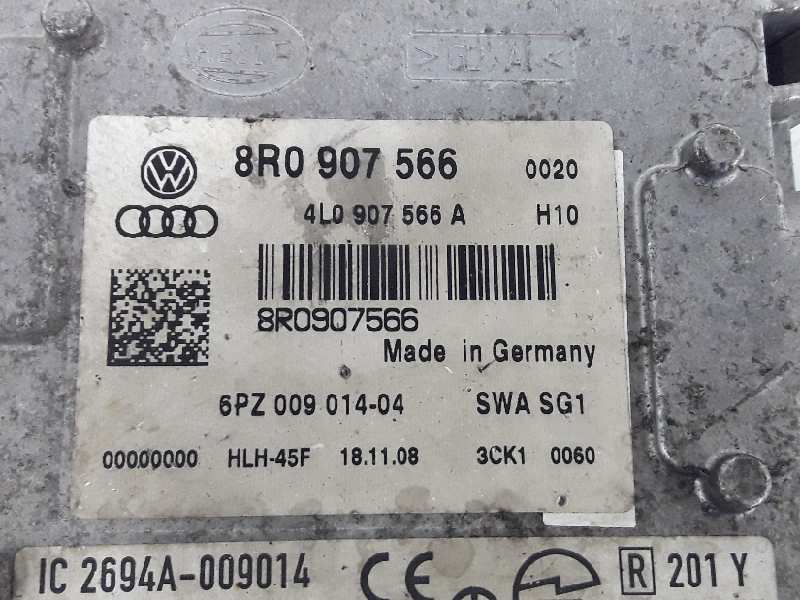 8R0 907 566 0020
4L0 907 566 A H10
8R0907566
Made in Germany
6PZ 009 014-04 SWA SG1
00000000 HLH-45F 18.11.08 3CK1 0060
IC 2694A-009014 CE R 201 Y